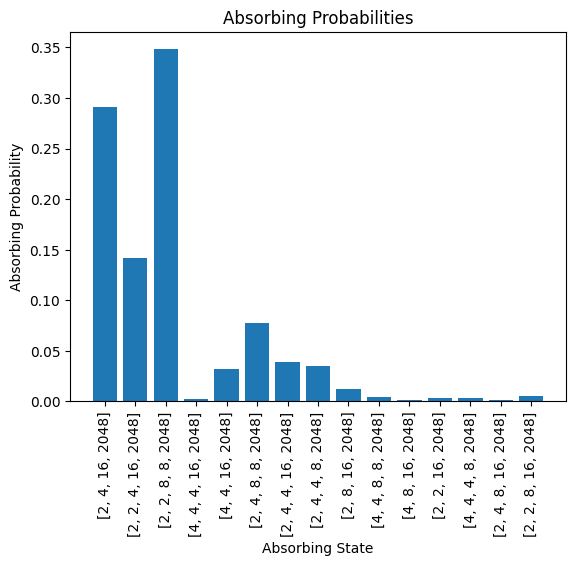 Absorbing Probabilities
Absorbing Probability
0.35
0.30
0.25
0.20
0.15
0.10
0.05
0.00
[2, 4, 16, 2048]
[2, 2, 4, 16, 2048]
[2, 2, 8, 8, 2048]
[4, 4, 4, 16, 2048]
[4, 4, 16, 2048]
[2, 4, 8, 8, 2048]
[2, 4, 4, 16, 2048]
[2, 4, 4, 8, 2048]
[2, 8, 16, 2048]
[4, 4, 8, 8, 2048]
[4, 8, 16, 2048]
[2, 2, 16, 2048]
[4, 4, 4, 8, 2048]
[2, 4, 8, 16, 2048]
[2, 2, 8, 16, 2048]
Absorbing State